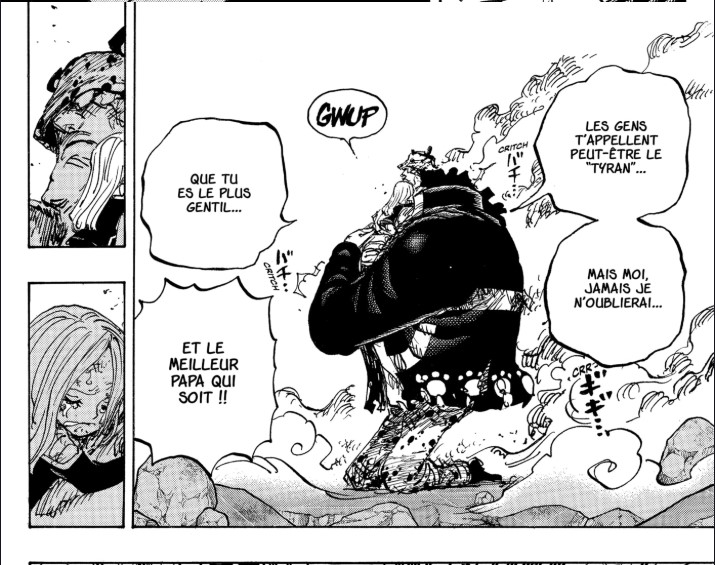 LES GENS
T'APPELLENT
PEUT-ÊTRE LE
"TYRAN"...
MAIS MOI,
JAMAIS JE
N'OUBLIERAI...
CRITCH
バチ...
GWUP
QUE TU
ES LE PLUS
GENTIL...
バチ...
CRITCH
ET LE
MEILLEUR
PAPA QUI
SOIT !!
CRR
ギギ...